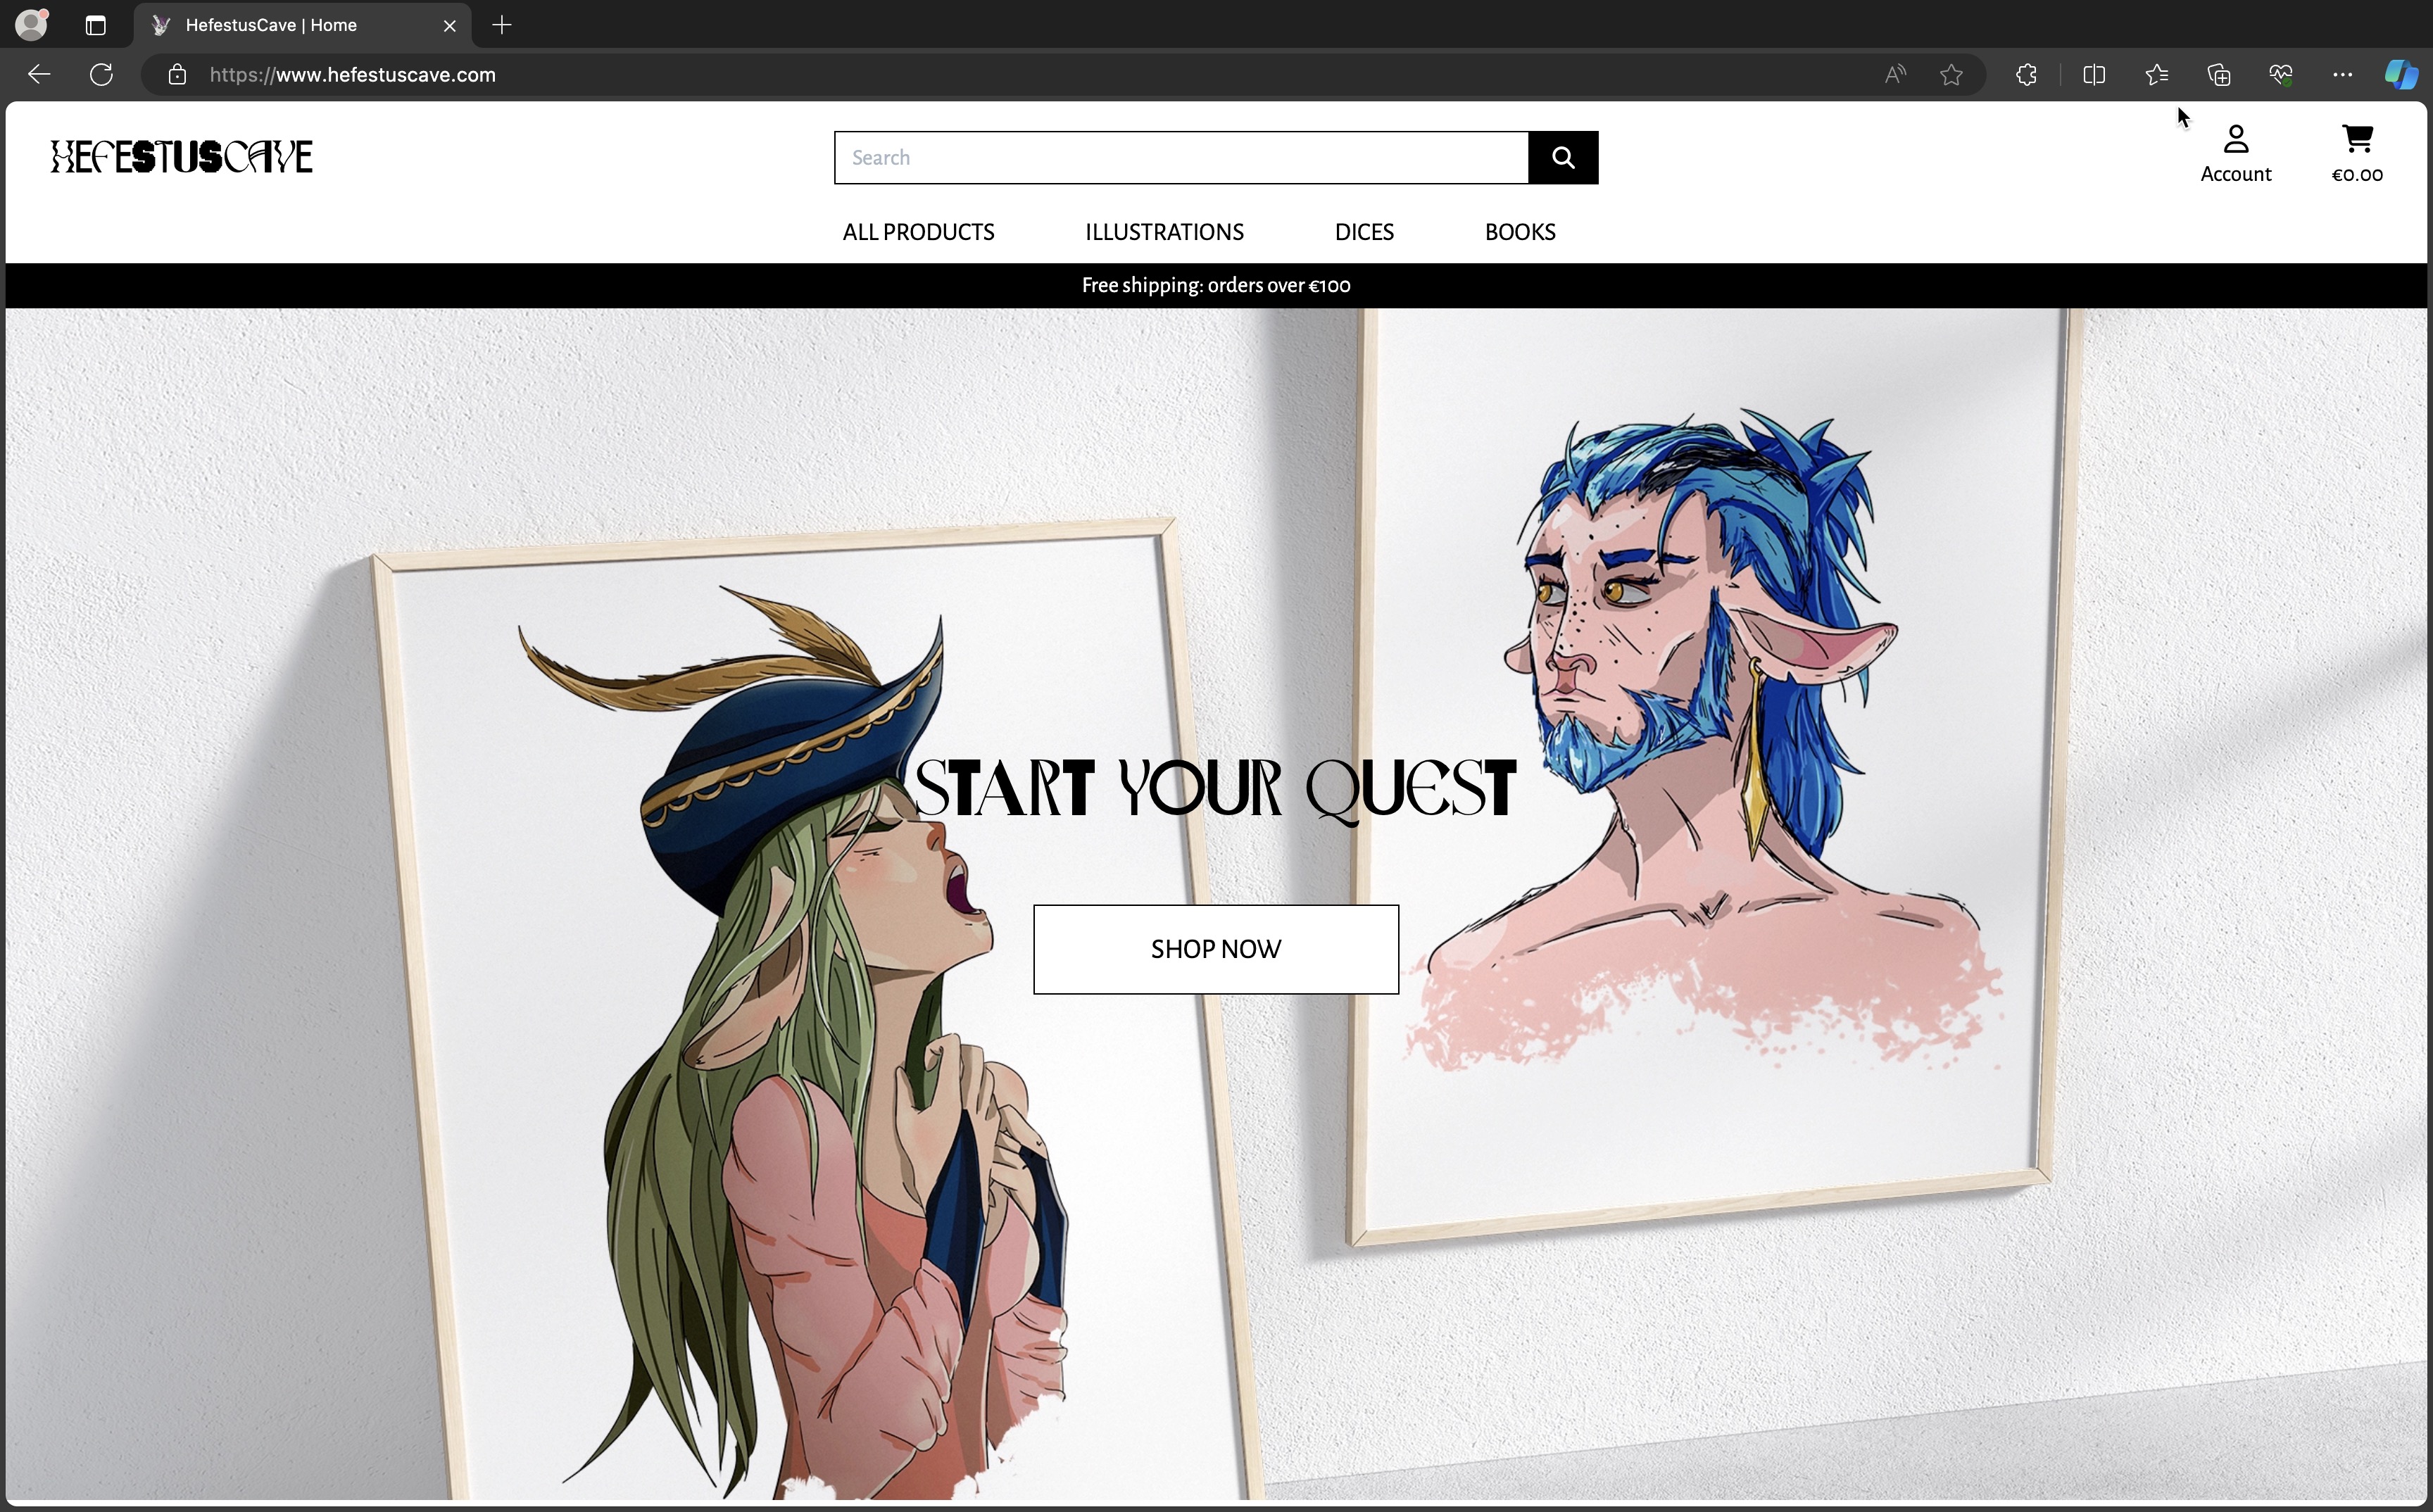 HefestusCave | Home
https://www.hefestuscave.com
HEFESTUSCAVE
Search
Account
€0.00
ALL PRODUCTS
ILLUSTRATIONS
DICES
BOOKS
Free shipping: orders over €100
START YOUR QUEST
SHOP NOW